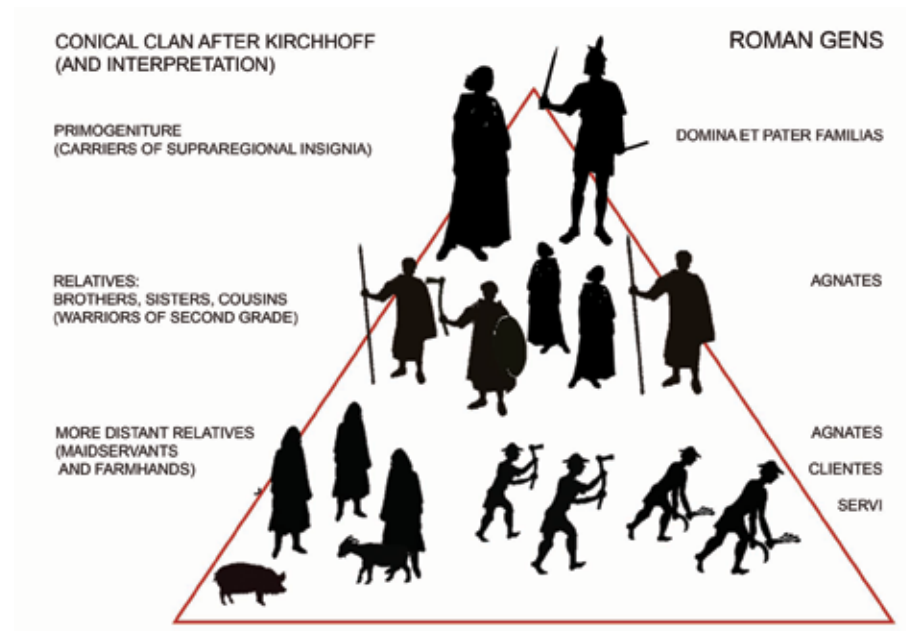 CONICAL CLAN AFTER KIRCHHOFF
(AND INTERPRETATION)
ROMAN GENS
PRIMOGENITURE
(CARRIERS OF SUPRAREGIONAL INSIGNIA)
DOMINA ET PATER FAMILIAS
RELATIVES:
BROTHERS, SISTERS, COUSINS
(WARRIORS OF SECOND GRADE)
AGNATES
MORE DISTANT RELATIVES
(MAIDSERVANTS
AND FARMHANDS)
AGNATES
CLIENTES
SERVI